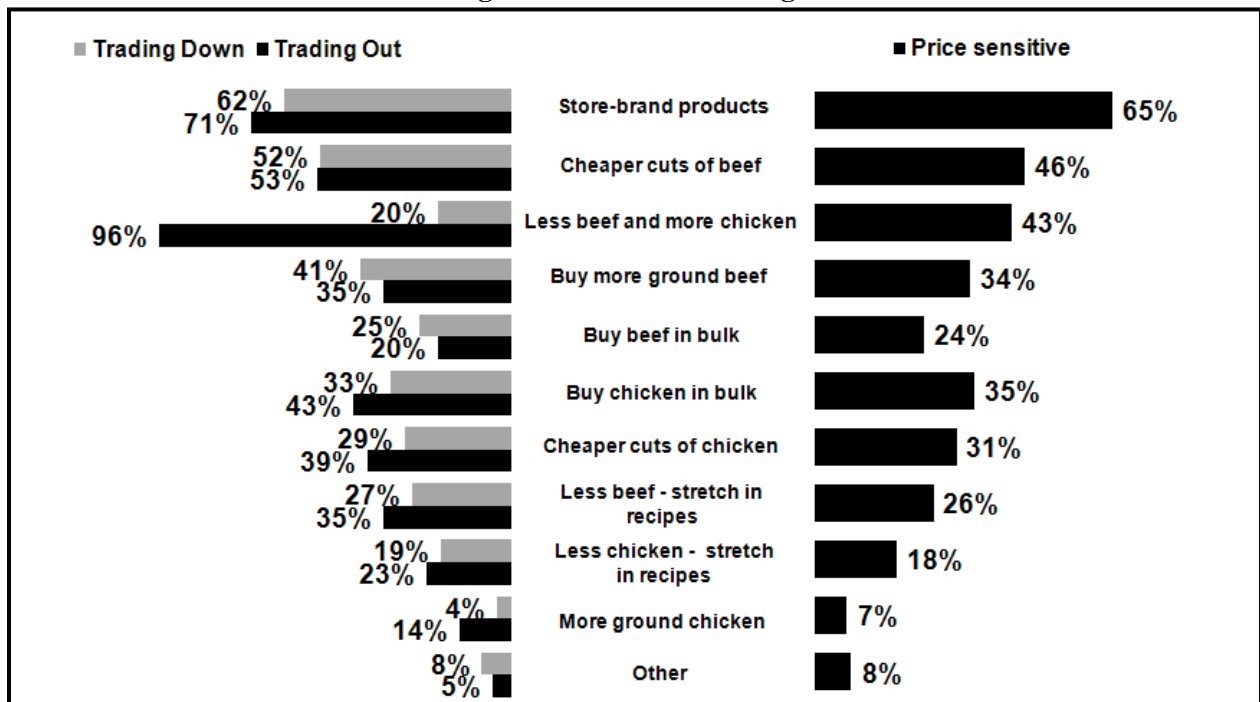 Trading Down Trading Out Price sensitive
62% Store-brand products 65%
71%
52% Cheaper cuts of beef 46%
53%
20% Less beef and more chicken 43%
96%
41% Buy more ground beef 34%
35%
25% Buy beef in bulk 24%
20%
33% Buy chicken in bulk 35%
43%
29% Cheaper cuts of chicken 31%
39%
27% Less beef - stretch in 26%
35% recipes
19% Less chicken - stretch 18%
23% in recipes
4% More ground chicken 7%
14%
8% Other 8%
5%